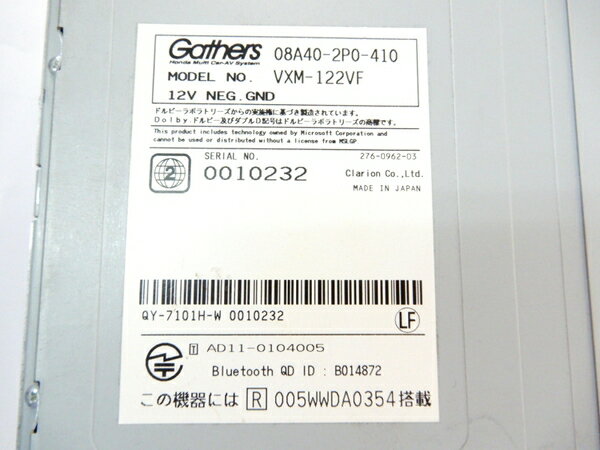 Gathers 08A40-2P0-410
Honda Multi Car-AV System
MODEL NO. VXM-122VF
12V NEG.GND
ドルビーラボラトリーズからの実施権に基づき製造されています。
Dolby、ドルビー及びダブルD記号はドルビーラボラトリーズの商標です。
This product includes technology owned by Microsoft Corporation and
cannot be used or distributed without a license from MSLGP.
SERIAL NO. 276-0962-03
2 0010232 Clarion Co.,Ltd.
MADE IN JAPAN
QY-7101H-W 0010232 LF
T AD11-0104005
Bluetooth QD ID : B014872
この機器には R 005WWDA0354 搭載